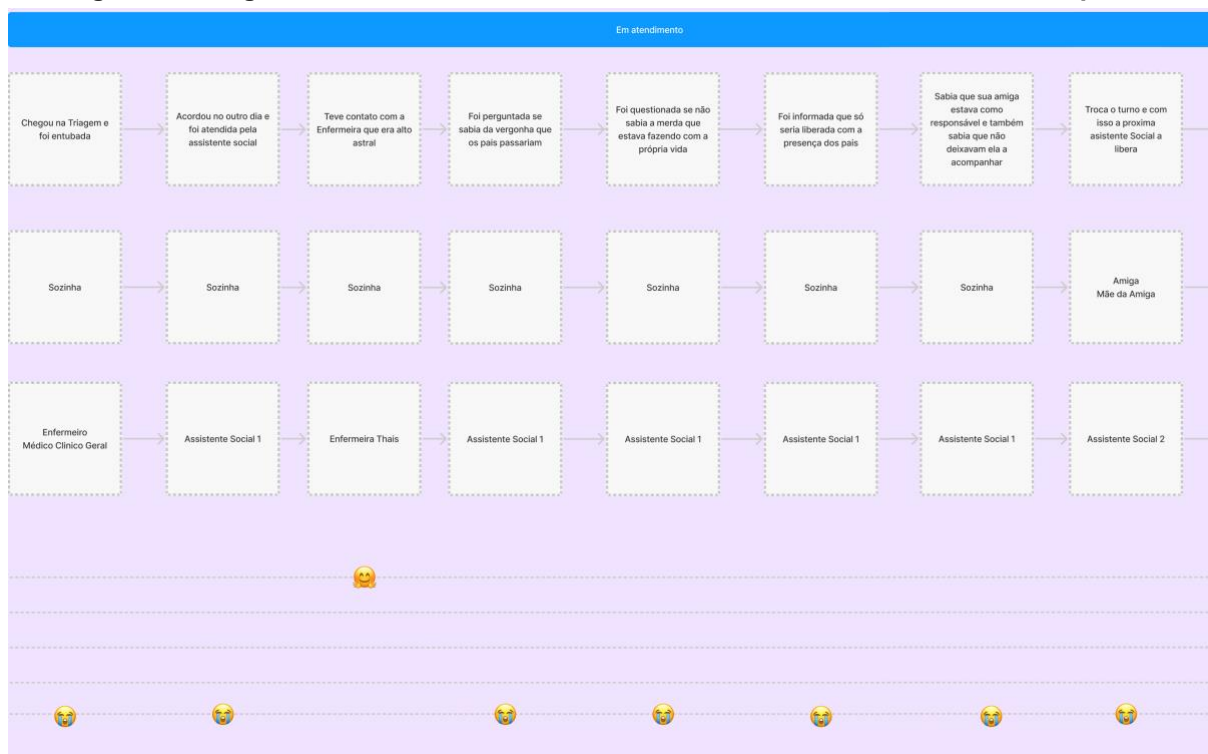 Em atendimento
Chegou na Triagem e
foi entubada
Acordou no outro dia e
foi atendida pela
assistente social
Teve contato com a
Enfermeira que era alto
astral
Foi perguntada se
sabia da vergonha que
os pais passariam
Foi questionada se não
sabia a merda que
estava fazendo com a
própria vida
Foi informada que só
seria liberada com a
presença dos pais
Sabia que sua amiga
estava como
responsável e também
sabia que não
deixavam ela a
acompanhar
Troca o turno e com
isso a proxima
asistente Social a
libera
Sozinha
Sozinha
Sozinha
Sozinha
Sozinha
Sozinha
Sozinha
Amiga
Mãe da Amiga
Enfermeiro
Médico Clinico Geral
Assistente Social 1
Enfermeira Thais
Assistente Social 1
Assistente Social 1
Assistente Social 1
Assistente Social 1
Assistente Social 2